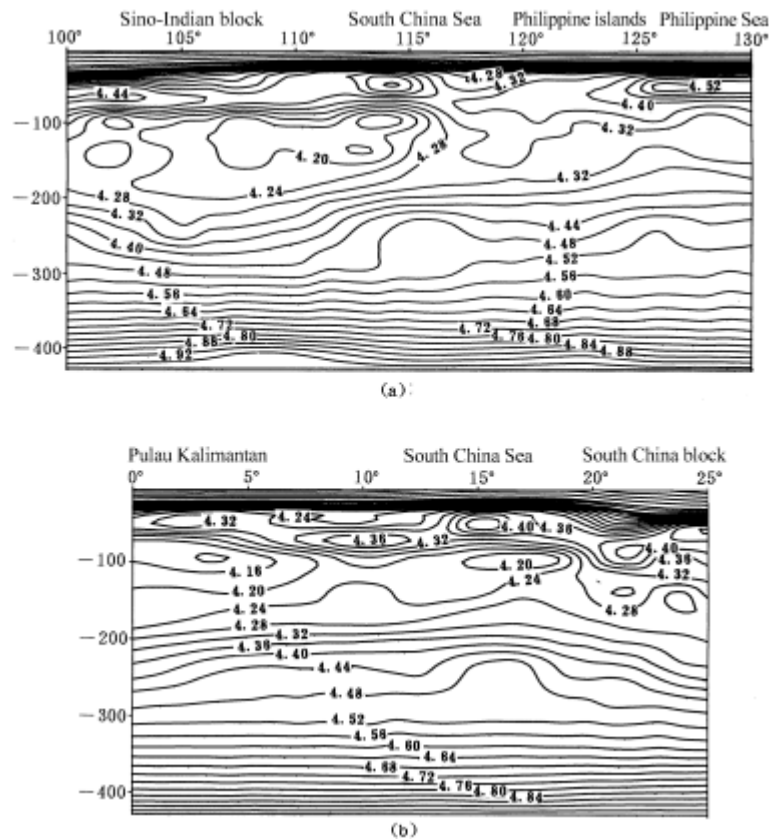 Sino-Indian block South China Sea Philippine islands Philippine Sea
100° 105° 110° 115° 120° 125° 130°
4.44 4.28 4.32 4.52
4.40
-100 4.32
4.20 4.28
4.32
-200 4.28 4.24
4.32 4.44
4.40 4.48
4.52
-300 4.48 4.56
4.56 4.60
4.64 4.64
4.72 4.68
4.80 4.72 4.76 4.80 4.84
-400 4.88 4.88
4.92
(a)
Pulau Kalimantan South China Sea South China block
0° 5° 10° 15° 20° 25°
4.32 4.24 4.40 4.36
4.36 4.32 4.40
-100 4.20 4.36
4.16 4.32
4.20 4.24
4.24 4.28
4.28
-200 4.32
4.36
4.40
4.44
4.48
-300
4.52
4.56
4.60
4.64
4.68
4.72
4.76
-400 4.80
4.84
(b)